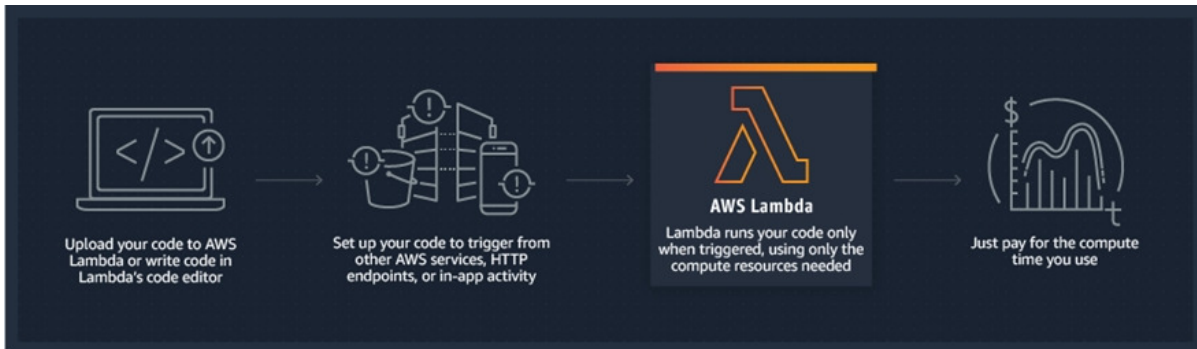 </>
Upload your code to AWS
Lambda or write code in
Lambda's code editor
Set up your code to trigger from
other AWS services, HTTP
endpoints, or in-app activity
AWS Lambda
Lambda runs your code only
when triggered, using only the
compute resources needed
$
t
Just pay for the compute
time you use